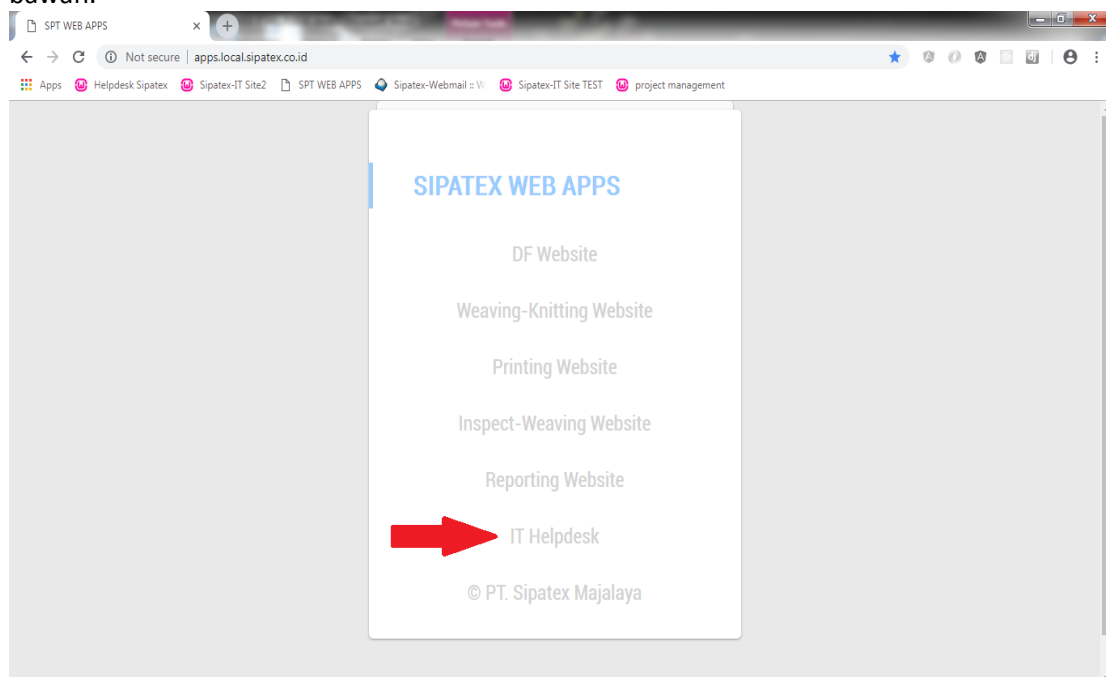 bawah:
SPT WEB APPS
Not secure | apps.local.sipatex.co.id
Apps Helpdesk Sipatex Sipatex-IT Site2 SPT WEB APPS Sipatex-Webmail :: W Sipatex-IT Site TEST project management
SIPATEX WEB APPS
DF Website
Weaving-Knitting Website
Printing Website
Inspect-Weaving Website
Reporting Website
IT Helpdesk
© PT. Sipatex Majalaya